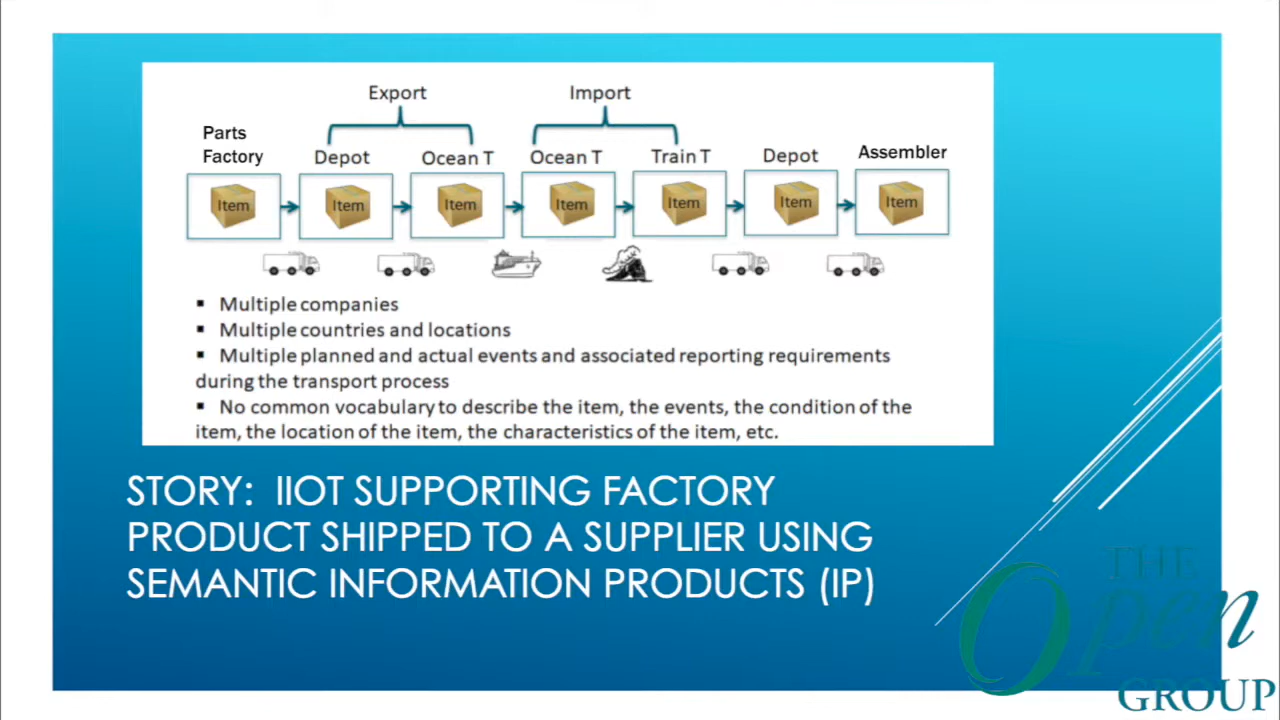 Export Import
Parts
Factory Depot Ocean T Ocean T Train T Depot Assembler
Item Item Item Item Item Item Item
▪ Multiple companies
▪ Multiple countries and locations
▪ Multiple planned and actual events and associated reporting requirements
during the transport process
▪ No common vocabulary to describe the item, the events, the condition of the
item, the location of the item, the characteristics of the item, etc.
STORY: IIOT SUPPORTING FACTORY
PRODUCT SHIPPED TO A SUPPLIER USING
SEMANTIC INFORMATION PRODUCTS (IP)
THE
Open
GROUP